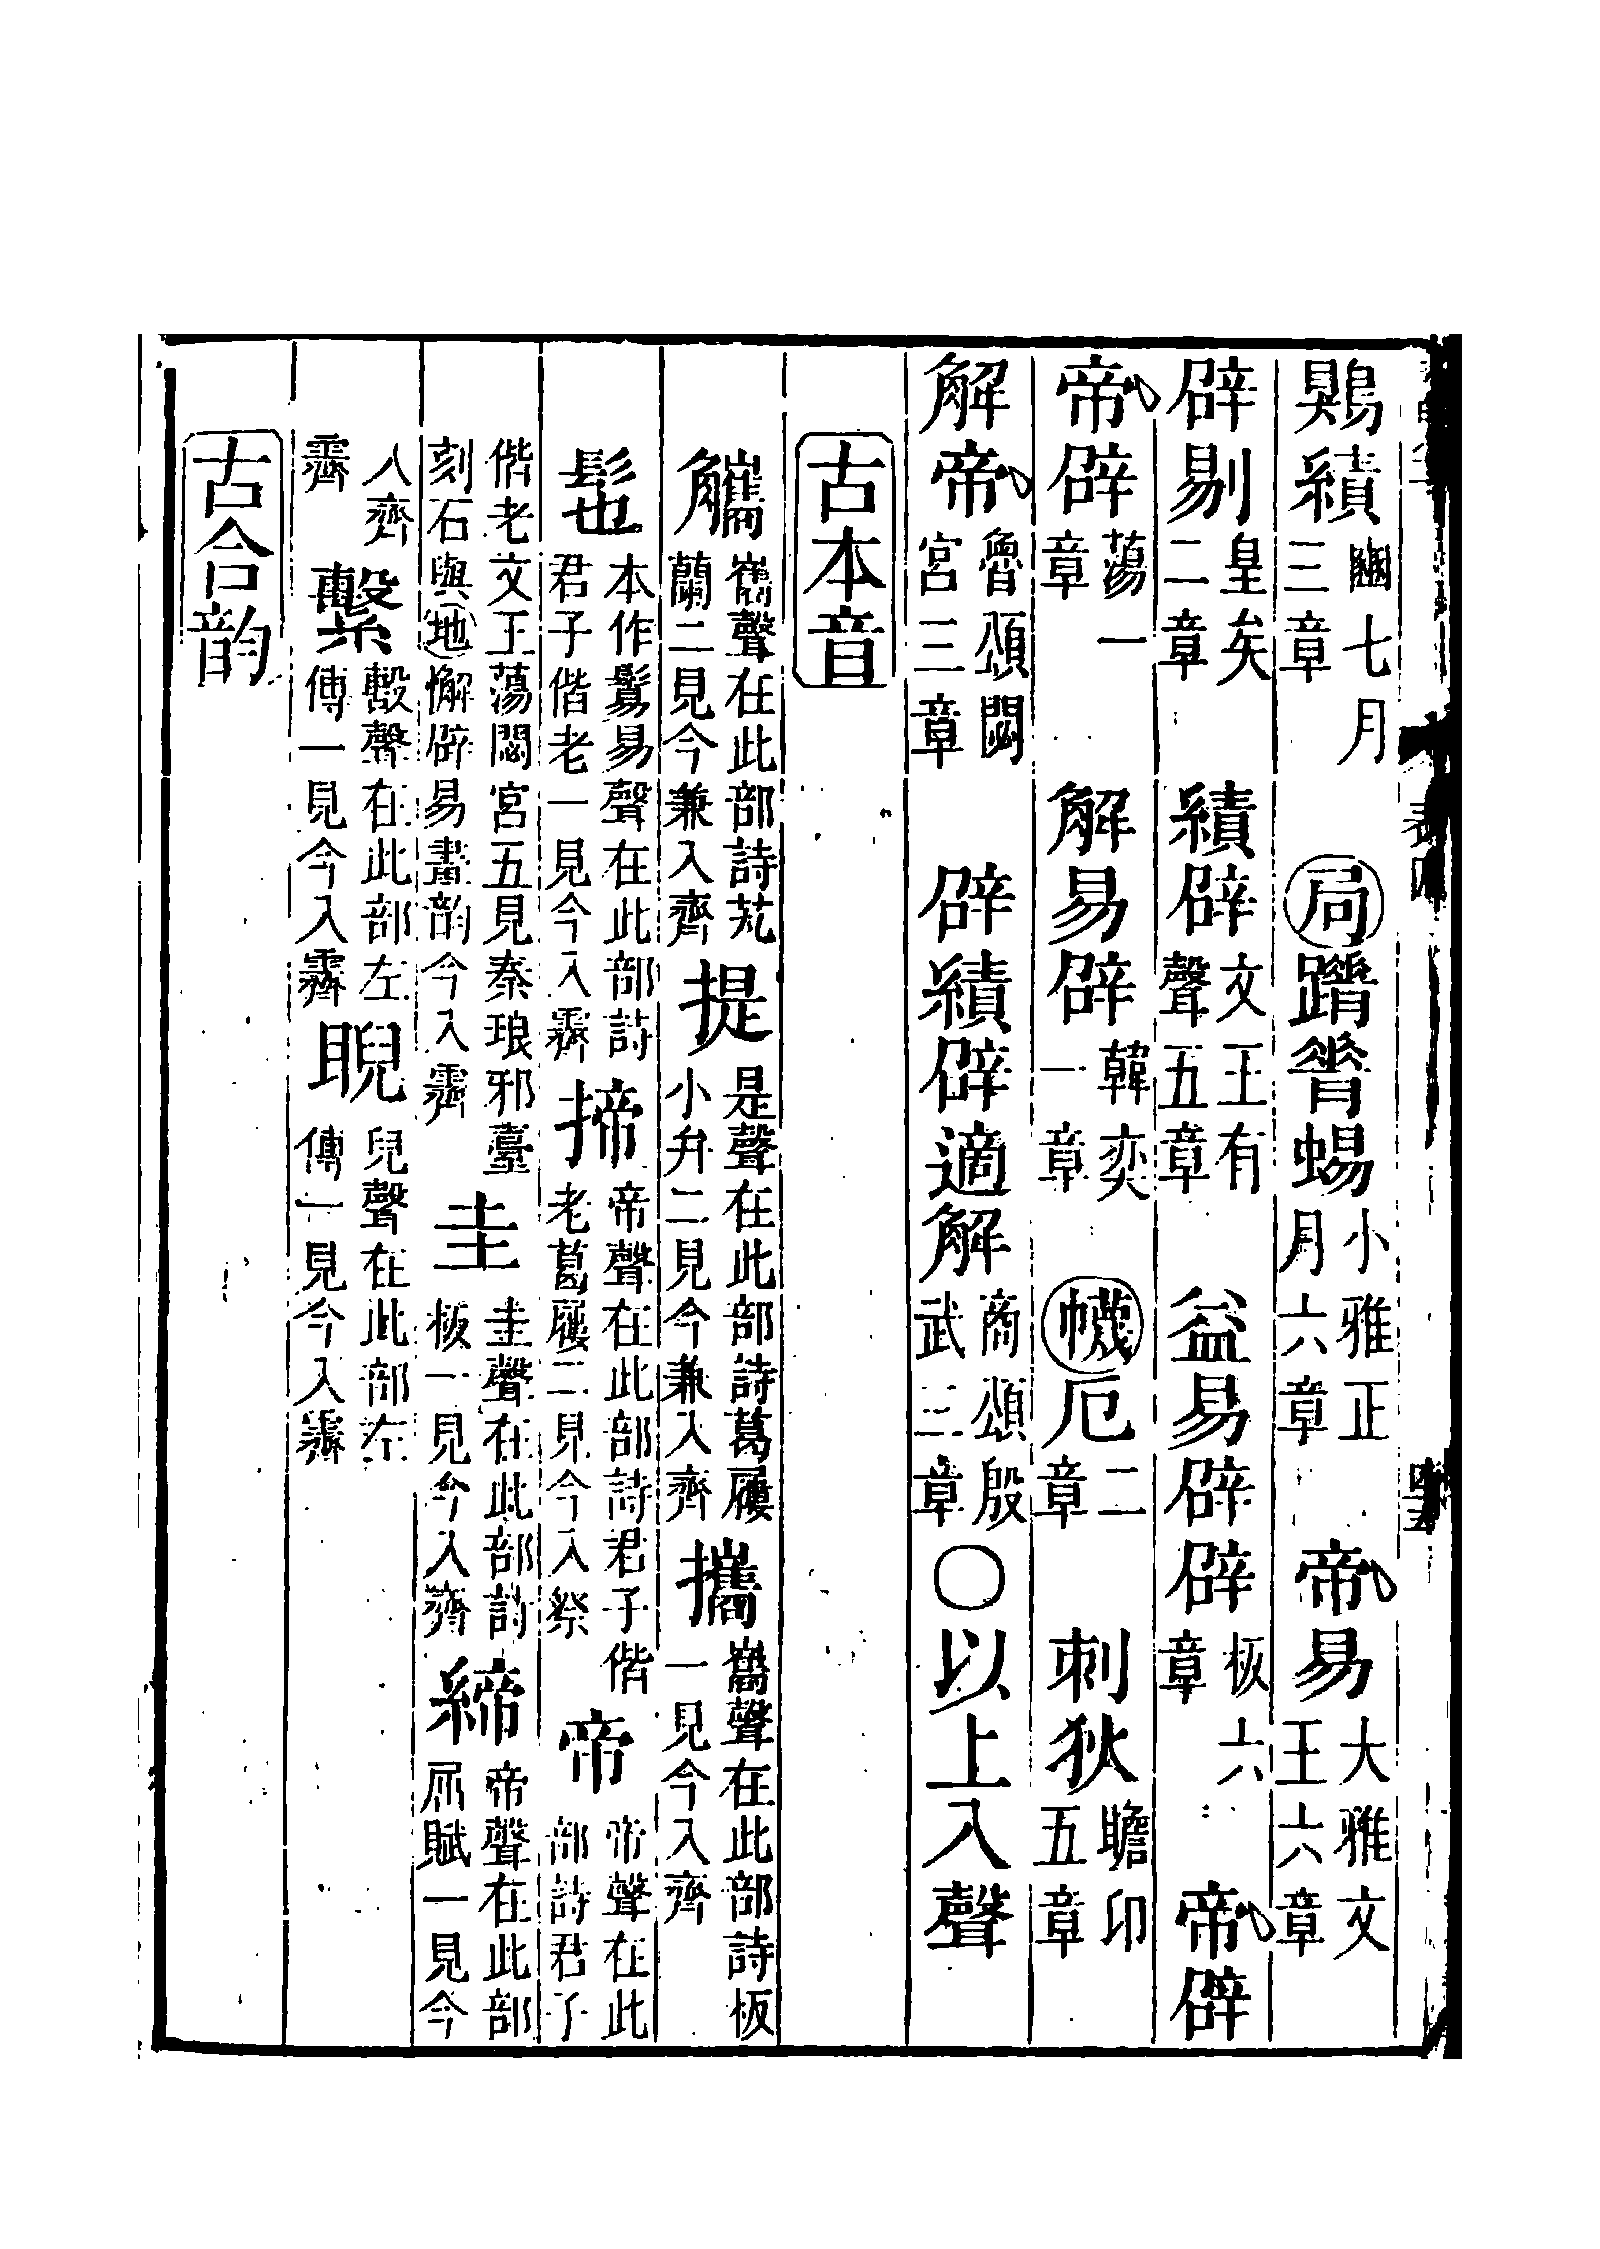 鶪績豳七月三章　局蹐脊蜴小雅正月六章　帝易大雅文王六章
辟剔皇矣二章　績辟文王有聲五章　益易辟辟板六章　帝辟
帝辟蕩一章　解易辟韓奕一章　幭厄二章　刺狄瞻卬五章
解帝魯頌閟宮三章　辟績辟適解商頌殷武三章○以上入聲
古本音
觿巂聲在此部詩芄蘭二見今兼入齊　提是聲在此部詩葛屨小弁二見今兼入齊　攜巂聲在此部詩板一見今入齊
髢本作鬄易聲在此部詩君子偕老一見今入霽　揥帝聲在此部詩君子偕老葛屨二見今入祭　帝帝聲在此部詩君子
偕老文王蕩閟宮五見秦琅邪臺刻石與地懈辟易畫韵今入霽　圭圭聲在此部詩板一見今入齊　締帝聲在此部屈賦一見今
入齊霽　繫毄聲在此部左傳一見今入霽　睨兒聲在此部左傳一見今入霽
古合韵